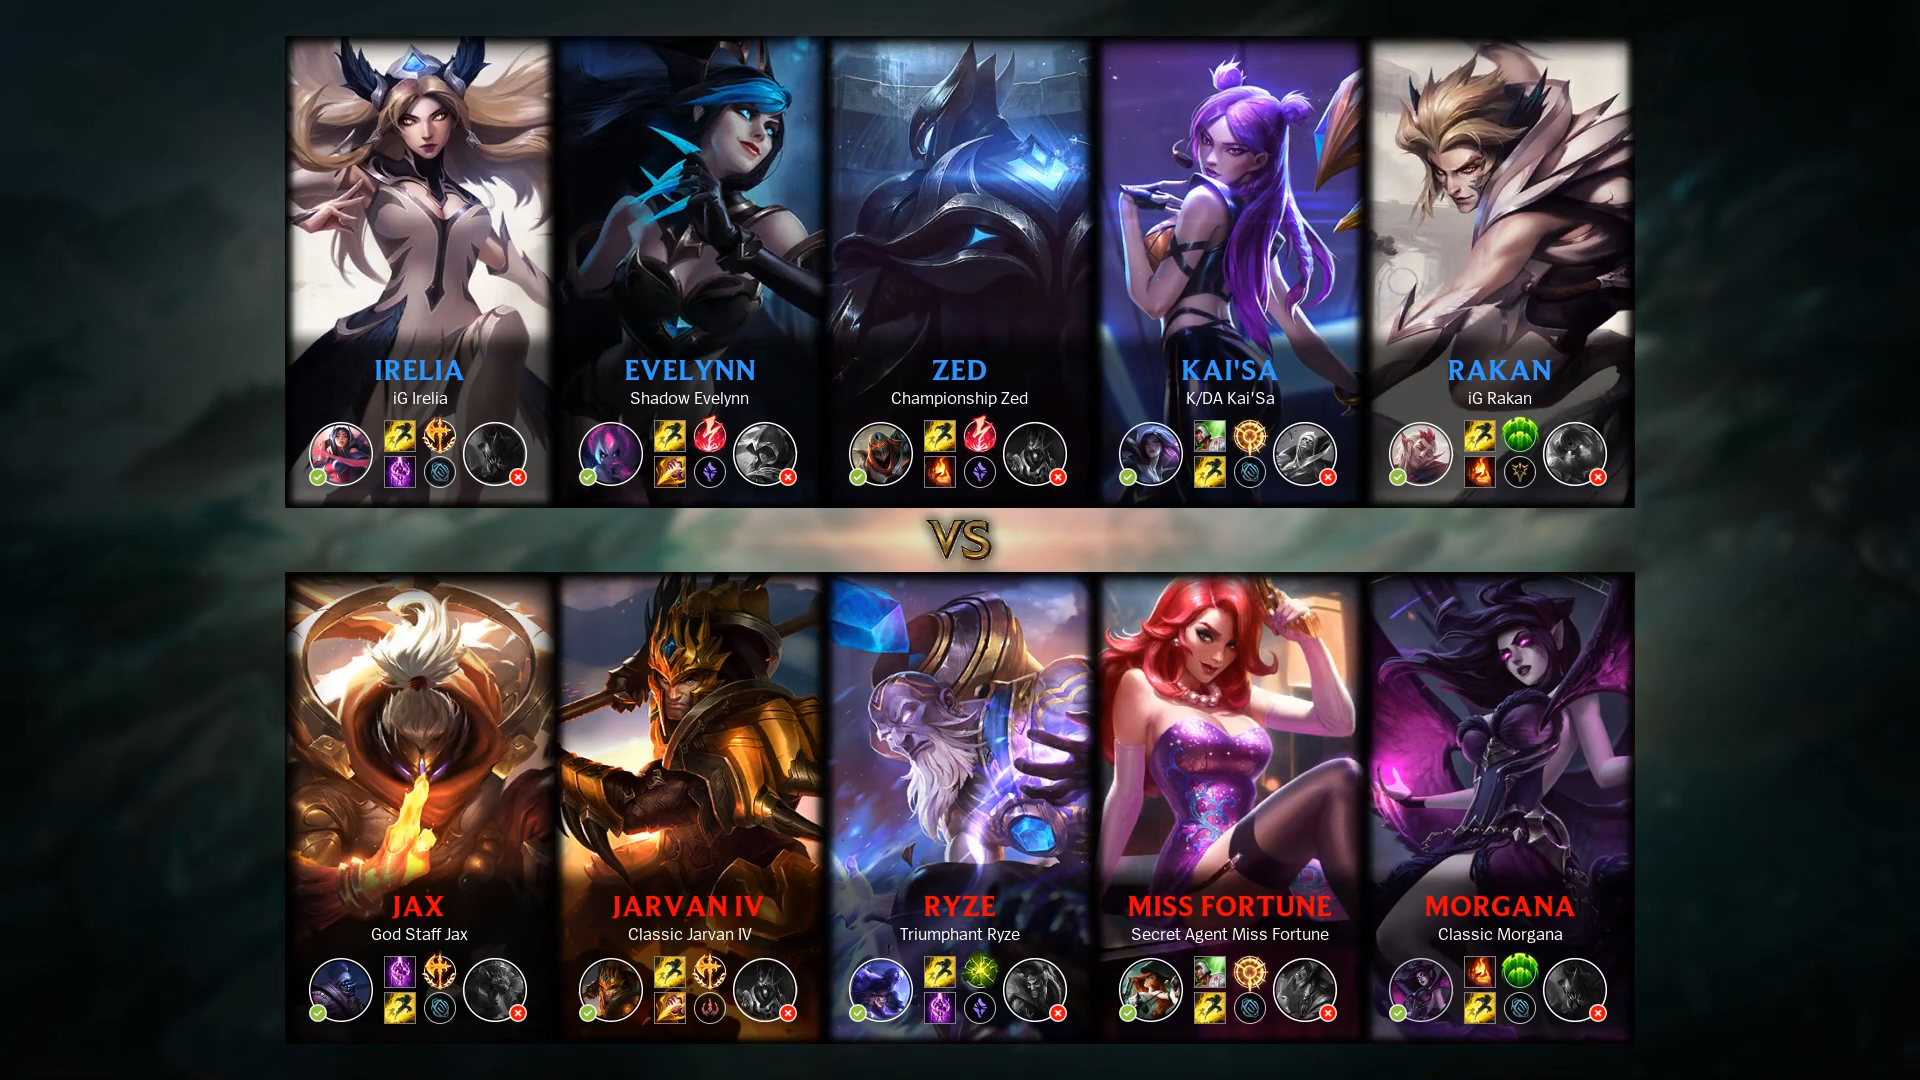 IRELIA
iG Irelia
EVELYNN
Shadow Evelynn
ZED
Championship Zed
KAI'SA
K/DA Kai'Sa
RAKAN
iG Rakan
VS
JAX
God Staff Jax
JARVAN IV
Classic Jarvan IV
RYZE
Triumphant Ryze
MISS FORTUNE
Secret Agent Miss Fortune
MORGANA
Classic Morgana